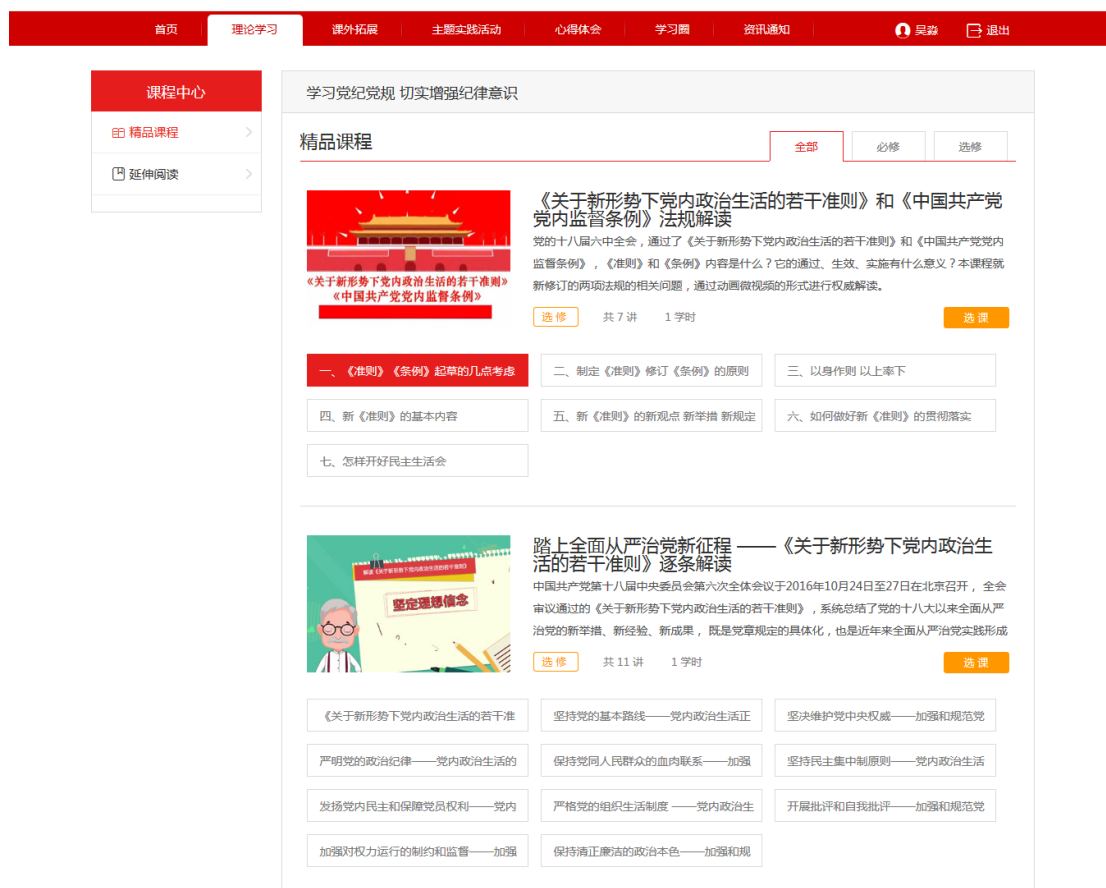 首页 理论学习 课外拓展 主题实践活动 心得体会 学习圈 资讯通知 吴淼 退出
课程中心
精品课程
延伸阅读
学习党纪党规 切实增强纪律意识
精品课程 全部 必修 选修
《关于新形势下党内政治生活的若干准则》
《中国共产党党内监督条例》
《关于新形势下党内政治生活的若干准则》和《中国共产党
党内监督条例》法规解读
党的十八届六中全会，通过了《关于新形势下党内政治生活的若干准则》和《中国共产党党内
监督条例》，《准则》和《条例》内容是什么？它的通过、生效、实施有什么意义？本课程就
新修订的两项法规的相关问题，通过动画微视频的形式进行权威解读。
选修 共 7 讲 1 学时 选课
一、《准则》《条例》起草的几点考虑 二、制定《准则》修订《条例》的原则 三、以身作则 以上率下
四、新《准则》的基本内容 五、新《准则》的新观点 新举措 新规定 六、如何做好新《准则》的贯彻落实
七、怎样开好民主生活会
解读《关于新形势下党内政治生活的若干准则》
坚定理想信念
踏上全面从严治党新征程 ——《关于新形势下党内政治生
活的若干准则》逐条解读
中国共产党第十八届中央委员会第六次全体会议于2016年10月24日至27日在北京召开， 全会
审议通过的《关于新形势下党内政治生活的若干准则》，系统总结了党的十八大以来全面从严
治党的新举措、新经验、新成果， 既是党章规定的具体化，也是近年来全面从严治党实践形成
选修 共 11 讲 1 学时 选课
《关于新形势下党内政治生活的若干准 坚持党的基本路线——党内政治生活正 坚决维护党中央权威——加强和规范党
严明党的政治纪律——党内政治生活的 保持党同人民群众的血肉联系——加强 坚持民主集中制原则——党内政治生活
发扬党内民主和保障党员权利——党内 严格党的组织生活制度 ——党内政治生 开展批评和自我批评——加强和规范党
加强对权力运行的制约和监督——加强 保持清正廉洁的政治本色——加强和规